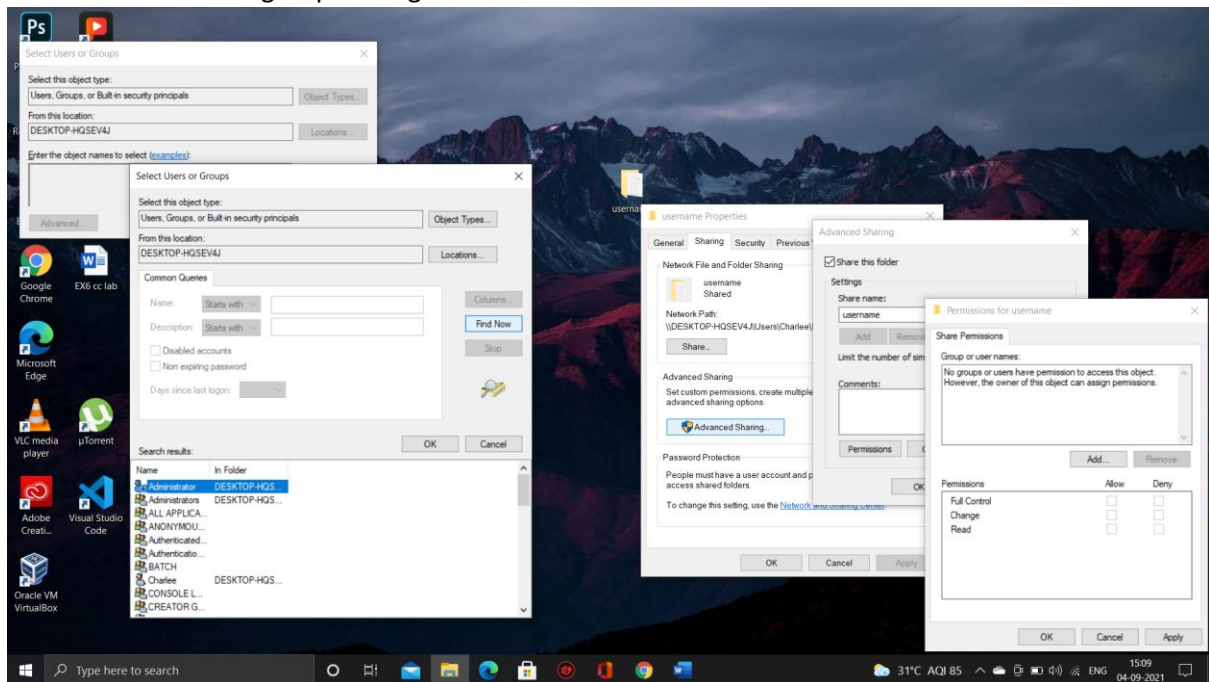 Ps
Select Users or Groups
Select this object type:
Users, Groups, or Built-in security principals
Object Types...
From this location:
DESKTOP-HQSEV4J
Locations...
Enter the object names to select (examples):
Advanced...
Select Users or Groups
Select this object type:
Users, Groups, or Built-in security principals
Object Types...
From this location:
DESKTOP-HQSEV4J
Locations...
Common Queries
Name:
Starts with
Columns...
Description:
Starts with
Find Now
Disabled accounts
Stop
Non expiring password
Days since last logon:
OK
Cancel
Search results:
Name In Folder
Administrator DESKTOP-HQS...
Administrators DESKTOP-HQS...
ALL APPLICA...
ANONYMOU...
Authenticated...
Authenticatio...
BATCH
Charlee DESKTOP-HQS...
CONSOLE L...
CREATOR G...
Google
Chrome
EX6 cc lab
Microsoft
Edge
VLC media
player
µTorrent
Adobe
Creati...
Visual Studio
Code
Oracle VM
VirtualBox
username Properties
General Sharing Security Previous
Network File and Folder Sharing
username
Shared
Network Path:
\\DESKTOP-HQSEV4J\Users\Charlee\
Share...
Advanced Sharing
Set custom permissions, create multiple
advanced sharing options.
Advanced Sharing...
Password Protection
People must have a user account and p
access shared folders.
To change this setting, use the Network and Sharing Center.
OK
Cancel
Apply
Advanced Sharing
Share this folder
Settings
Share name:
username
Add
Remove
Limit the number of sim
Comments:
Permissions
OK
Permissions for username
Share Permissions
Group or user names:
No groups or users have permission to access this object.
However, the owner of this object can assign permissions.
Add...
Remove
Permissions Allow Deny
Full Control
Change
Read
OK
Cancel
Apply
Type here to search
31°C AQI 85
ENG
15:09
04-09-2021